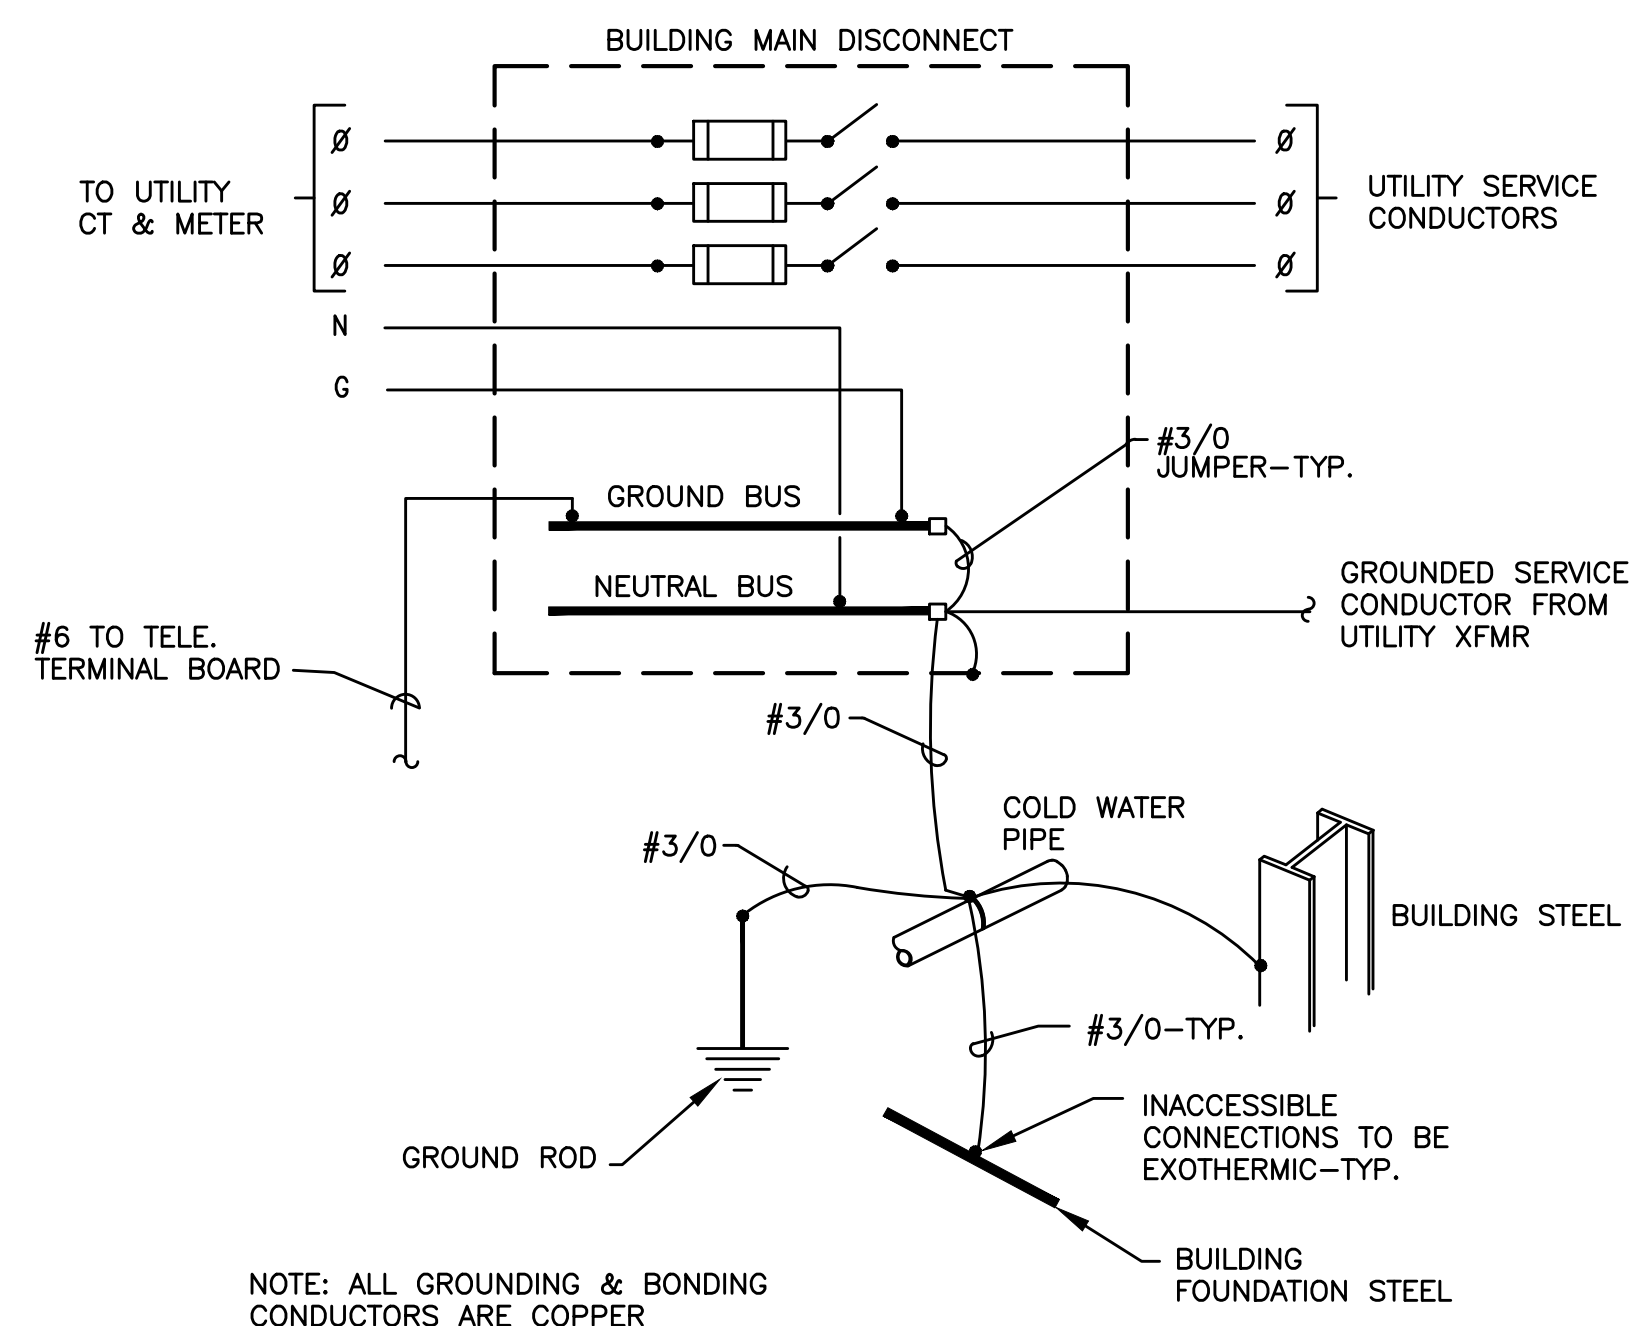 BUILDING MAIN DISCONNECT
Ø
Ø
Ø
N
G
TO UTILITY
CT & METER
Ø
Ø
Ø
UTILITY SERVICE
CONDUCTORS
#3/0
JUMPER-TYP.
GROUND BUS
NEUTRAL BUS
GROUNDED SERVICE
CONDUCTOR FROM
UTILITY XFMR
#6 TO TELE.
TERMINAL BOARD
#3/0
COLD WATER
PIPE
#3/0
BUILDING STEEL
#3/0-TYP.
INACCESSIBLE
CONNECTIONS TO BE
EXOTHERMIC-TYP.
GROUND ROD
BUILDING
FOUNDATION STEEL
NOTE: ALL GROUNDING & BONDING
CONDUCTORS ARE COPPER